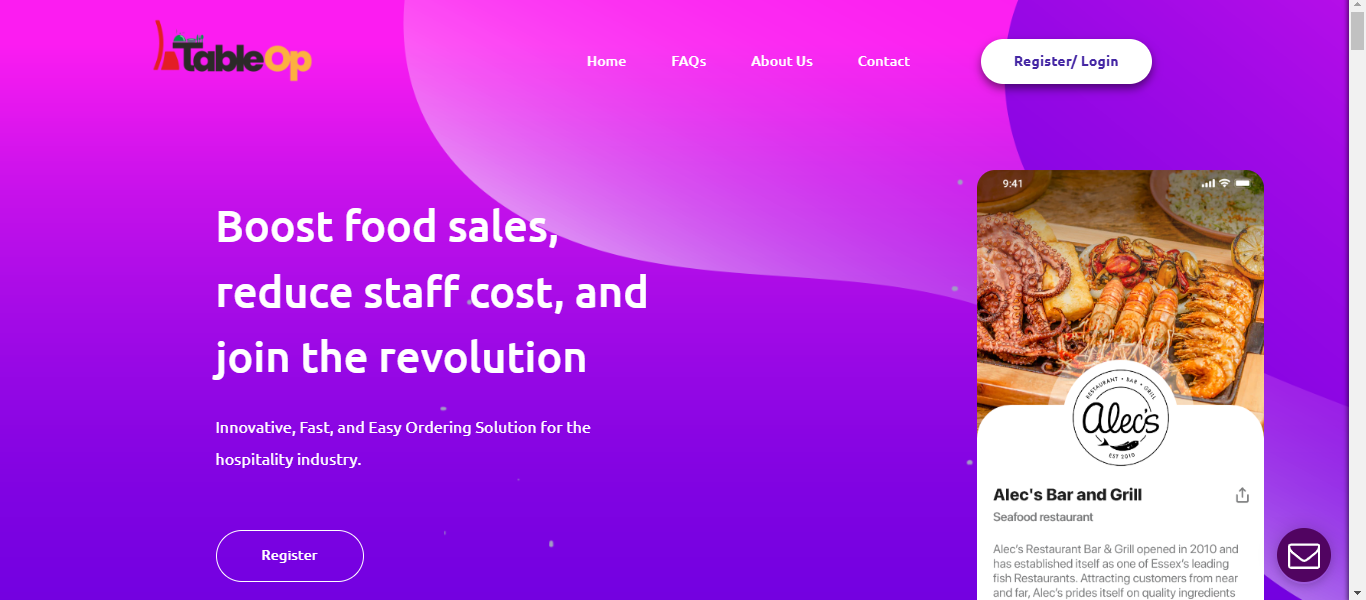 TableOp
Home
FAQs
About Us
Contact
Register/ Login
Boost food sales,
reduce staff cost, and
join the revolution
Innovative, Fast, and Easy Ordering Solution for the
hospitality industry.
Register
9:41
RESTAURANT • BAR • GRILL
Alec's
EST 2010
Alec's Bar and Grill
Seafood restaurant
Alec's Restaurant Bar & Grill opened in 2010 and
has established itself as one of Essex's leading
fish Restaurants. Attracting customers from near
and far, Alec's prides itself on quality ingredients